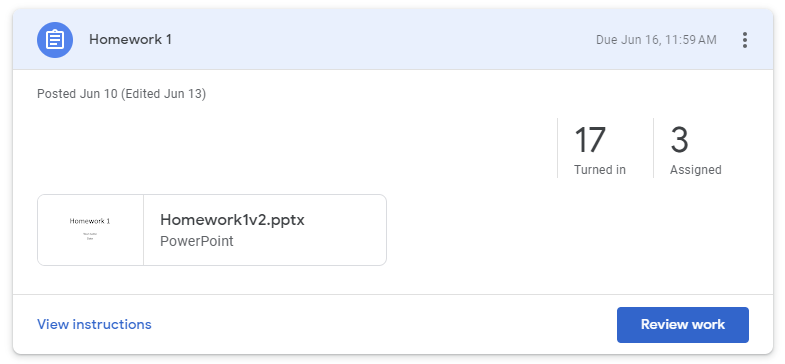 Homework 1
Due Jun 16, 11:59 AM
Posted Jun 10 (Edited Jun 13)
17
Turned in
3
Assigned
Homework 1
Homework1v2.pptx
PowerPoint
View instructions
Review work